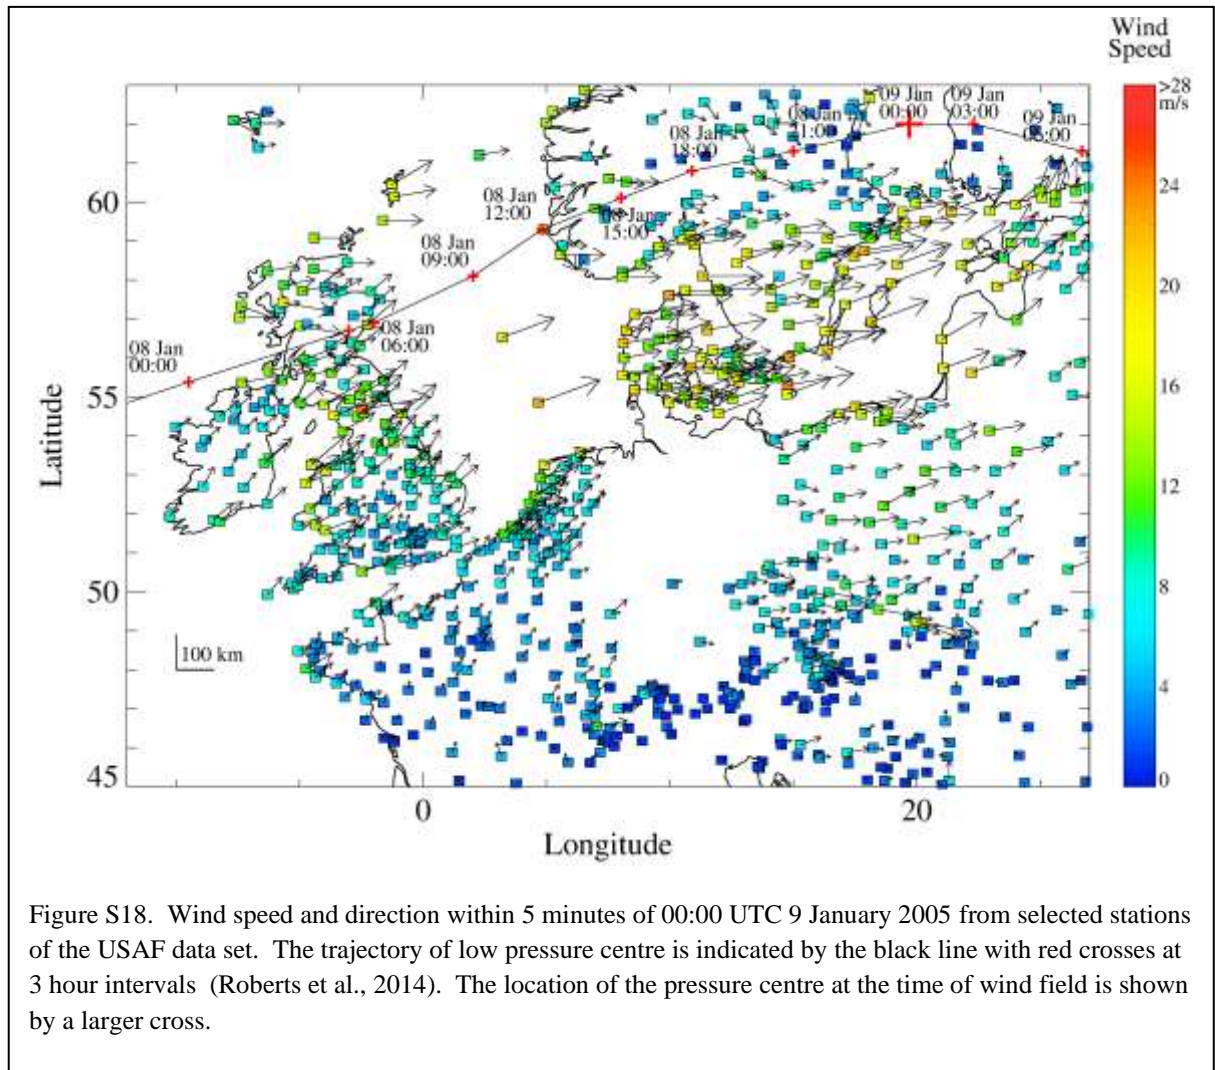 Wind
Speed
>28
m/s
24
20
16
12
8
4
0
09 Jan
00:00
09 Jan
03:00
09 Jan
08 Jan
08 Jan
18:00
08 Jan
12:00
08 Jan
15:00
08 Jan
09:00
08 Jan
06:00
08 Jan
00:00
60
55
50
45
Latitude
100 km
0
20
Longitude
Figure S18. Wind speed and direction within 5 minutes of 00:00 UTC 9 January 2005 from selected stations
of the USAF data set. The trajectory of low pressure centre is indicated by the black line with red crosses at
3 hour intervals (Roberts et al., 2014). The location of the pressure centre at the time of wind field is shown
by a larger cross.